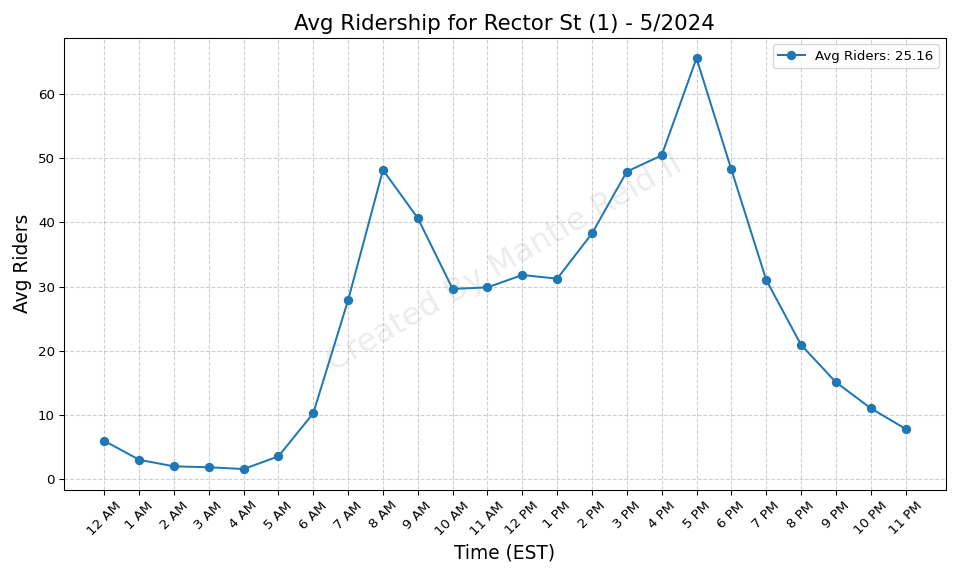 Avg Ridership for Rector St (1) - 5/2024
Avg Riders: 25.16
Avg Riders
60
50
40
30
20
10
0
Created By Mantle Reid II
12 AM
1 AM
2 AM
3 AM
4 AM
5 AM
6 AM
7 AM
8 AM
9 AM
10 AM
11 AM
12 PM
1 PM
2 PM
3 PM
4 PM
5 PM
6 PM
7 PM
8 PM
9 PM
10 PM
11 PM
Time (EST)